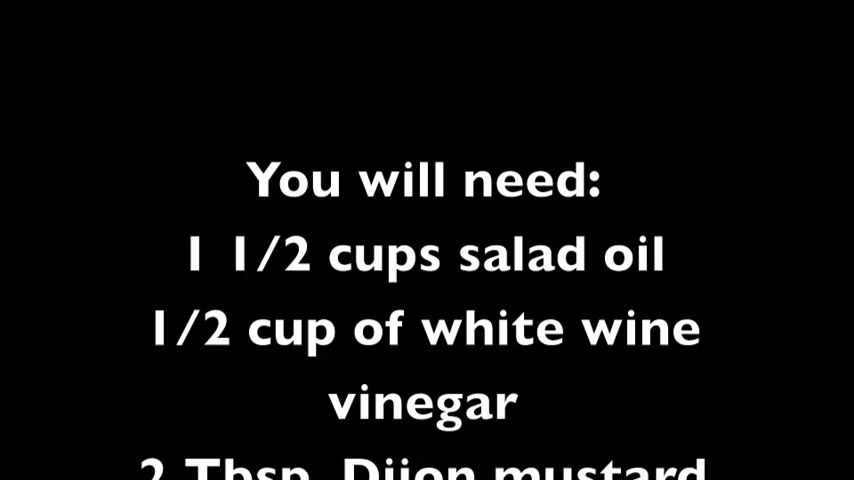 You will need:
1 1/2 cups salad oil
1/2 cup of white wine
vinegar
2 Tbsp. Dijon mustard